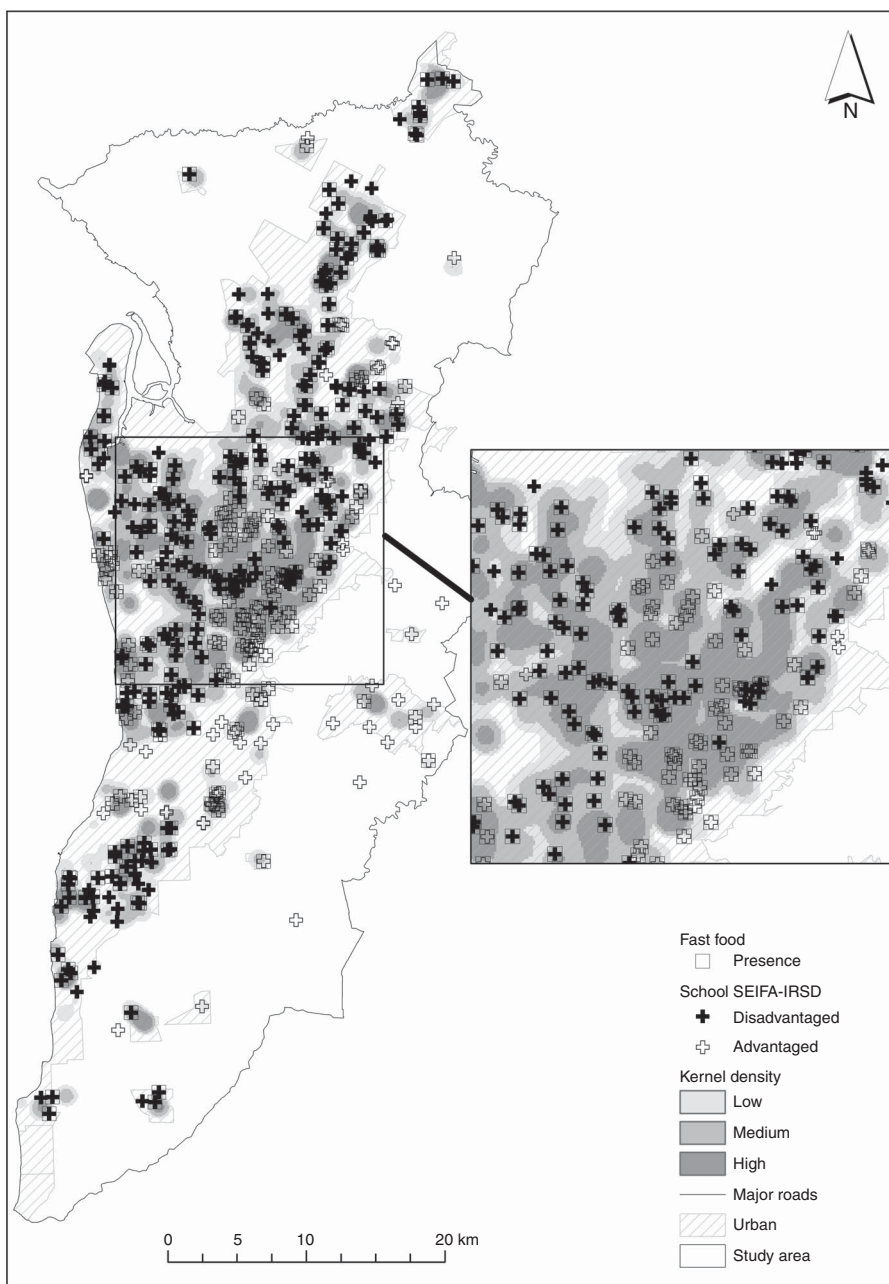 N
Fast food
Presence
School SEIFA-IRSD
Disadvantaged
Advantaged
Kernel density
Low
Medium
High
Major roads
Urban
Study area
0 5 10 20 km